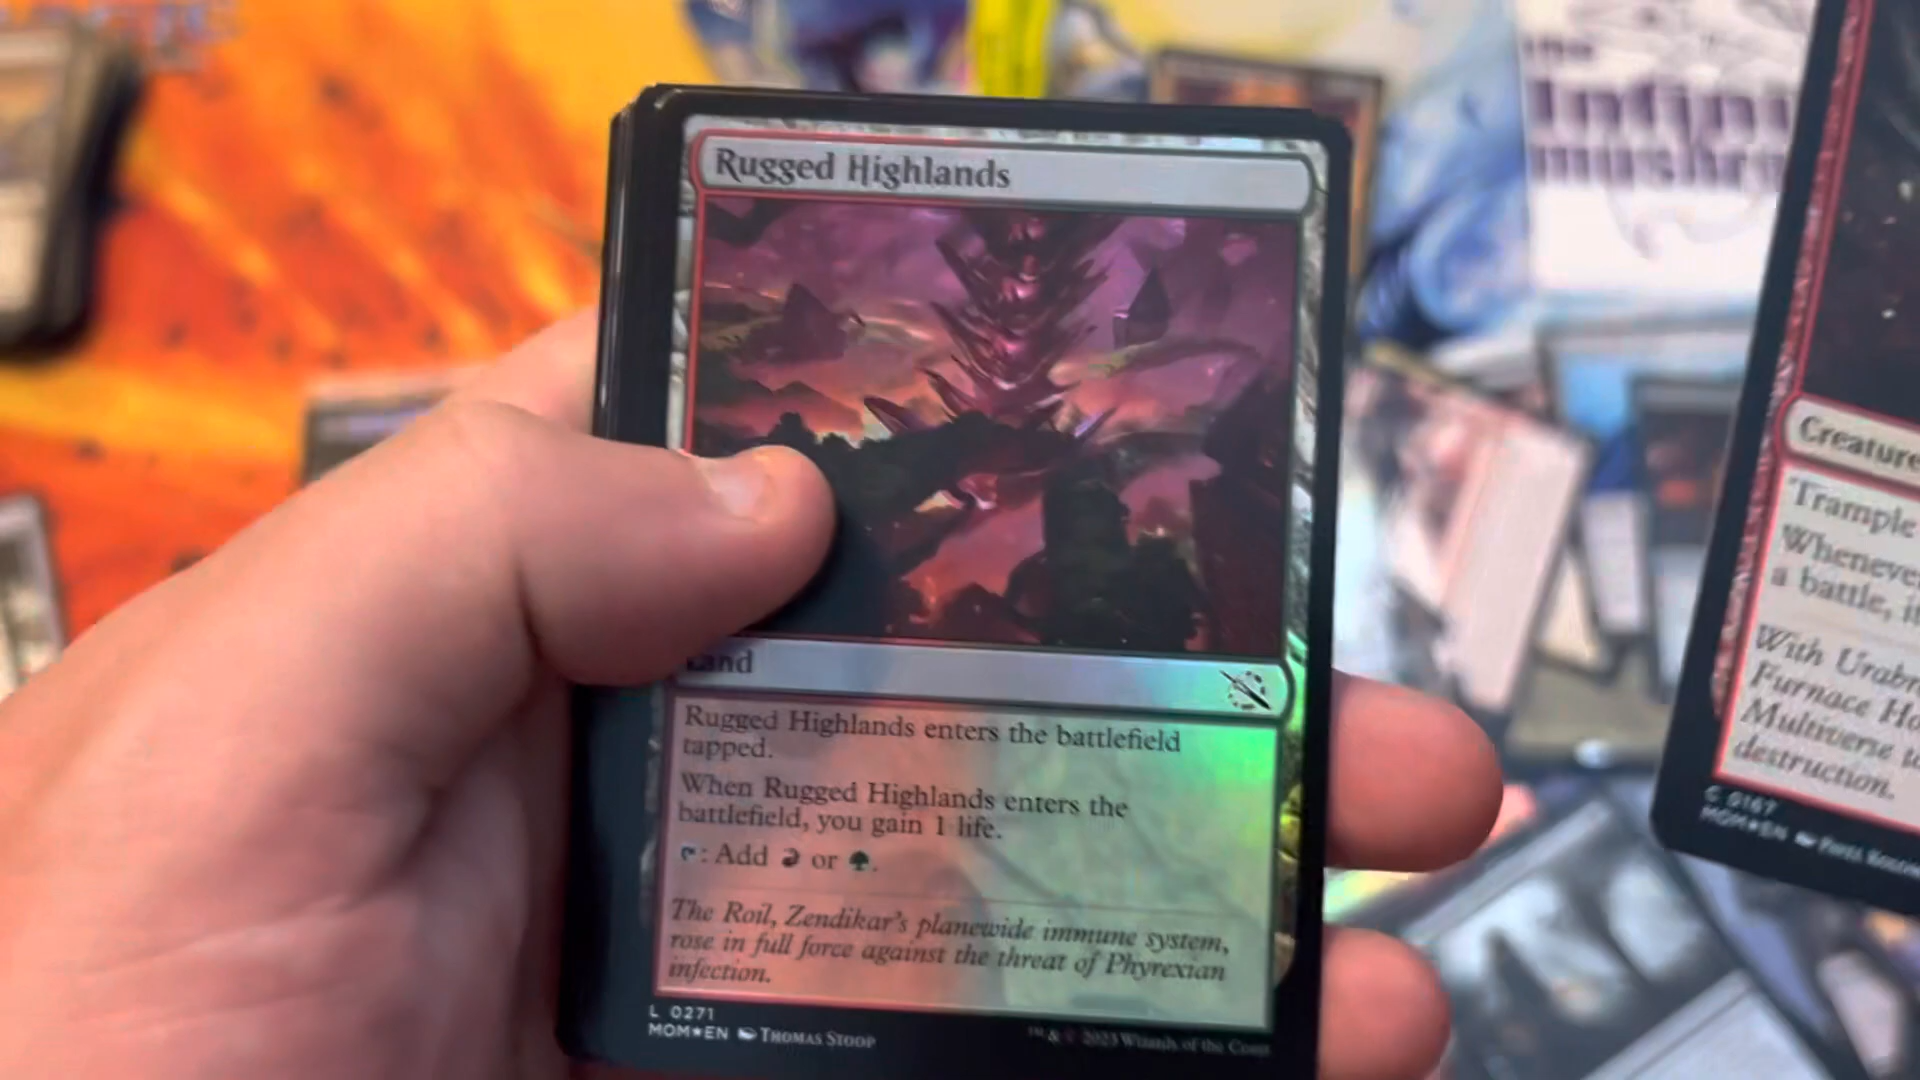 Rugged Highlands
Land
Rugged Highlands enters the battlefield
tapped.
When Rugged Highlands enters the
battlefield, you gain 1 life.
: Add or .
The Roil, Zendikar's planewide immune system,
rose in full force against the threat of Phyrexian
infection.
L 0271
MOM★EN THOMAS STOOP
™ & © 2023 Wizards of the Coast
Creature
Trample
Whenever
a battle, i
With Urabr
Furnace Ho
Multiverse
destruction.
C 0167
MOM★EN